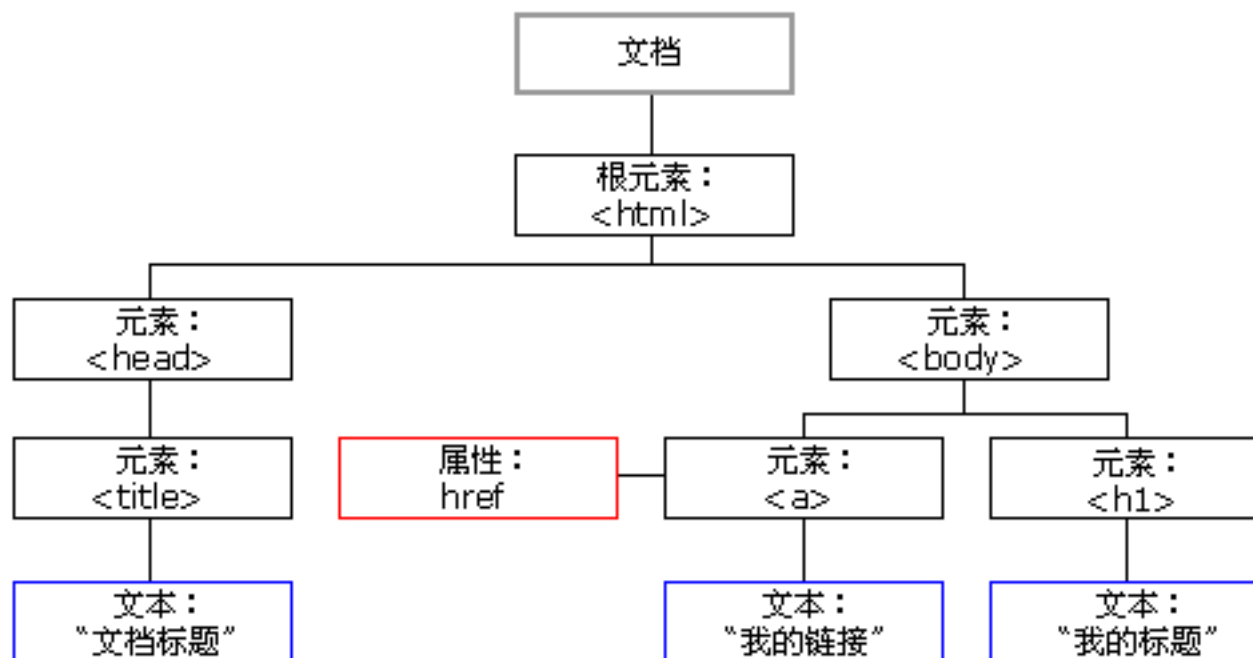 文档
根元素：
<html>
元素：
<head>
元素：
<body>
元素：
<title>
属性：
href
元素：
<a>
元素：
<h1>
文本：
"文档标题"
文本：
"我的链接"
文本：
"我的标题"